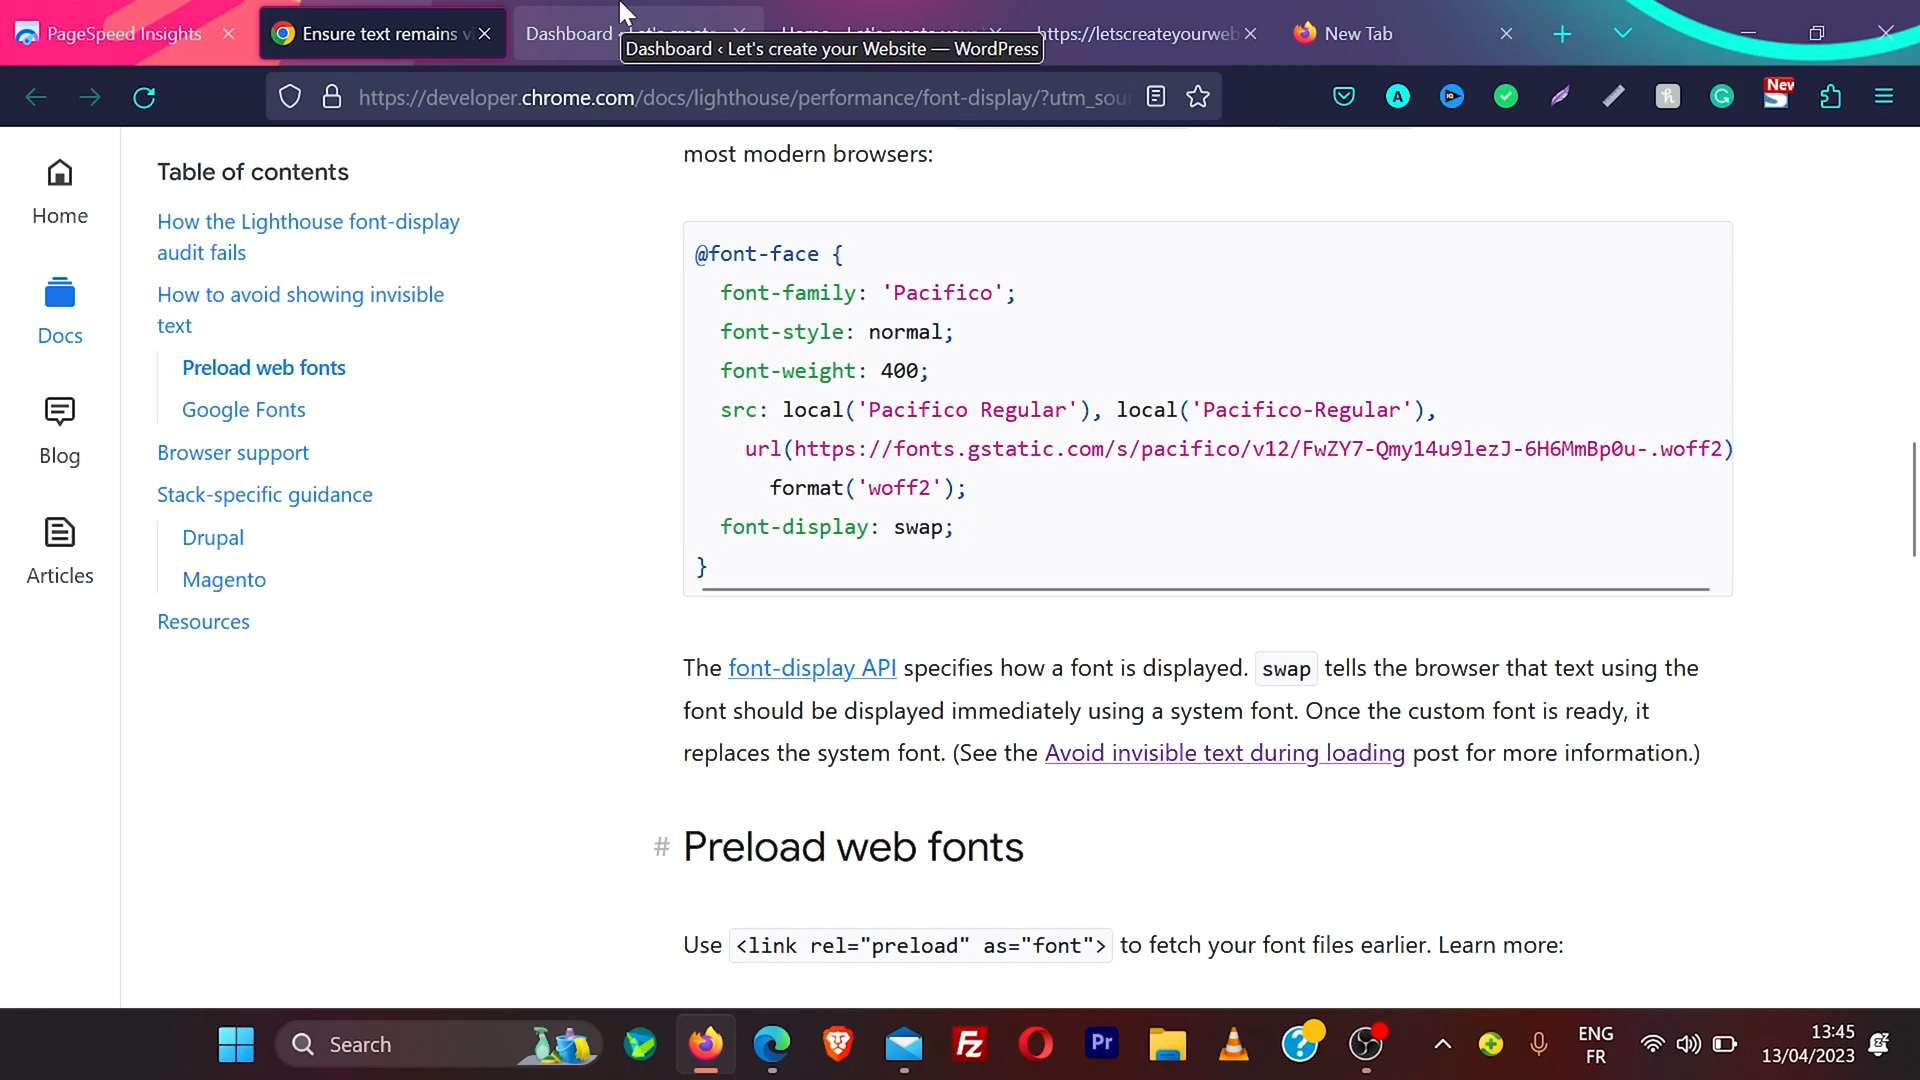 PageSpeed Insights
Ensure text remains vi
Dashboard
New Tab
https://letscreateyourweb
Dashboard ‹ Let's create your Website — WordPress
https://developer.chrome.com/docs/lighthouse/performance/font-display/?utm_sour
New
Home
Docs
Blog
Articles
Table of contents
How the Lighthouse font-display
audit fails
How to avoid showing invisible
text
Preload web fonts
Google Fonts
Browser support
Stack-specific guidance
Drupal
Magento
Resources
most modern browsers:
@font-face {
font-family: 'Pacifico';
font-style: normal;
font-weight: 400;
src: local('Pacifico Regular'), local('Pacifico-Regular'),
url(https://fonts.gstatic.com/s/pacifico/v12/FwZY7-Qmy14u9lezJ-6H6MmBp0u-.woff2)
format('woff2');
font-display: swap;
}
The font-display API specifies how a font is displayed. swap tells the browser that text using the
font should be displayed immediately using a system font. Once the custom font is ready, it
replaces the system font. (See the Avoid invisible text during loading post for more information.)
# Preload web fonts
Use <link rel="preload" as="font"> to fetch your font files earlier. Learn more:
Search
Pr
ENG
FR
13:45
13/04/2023